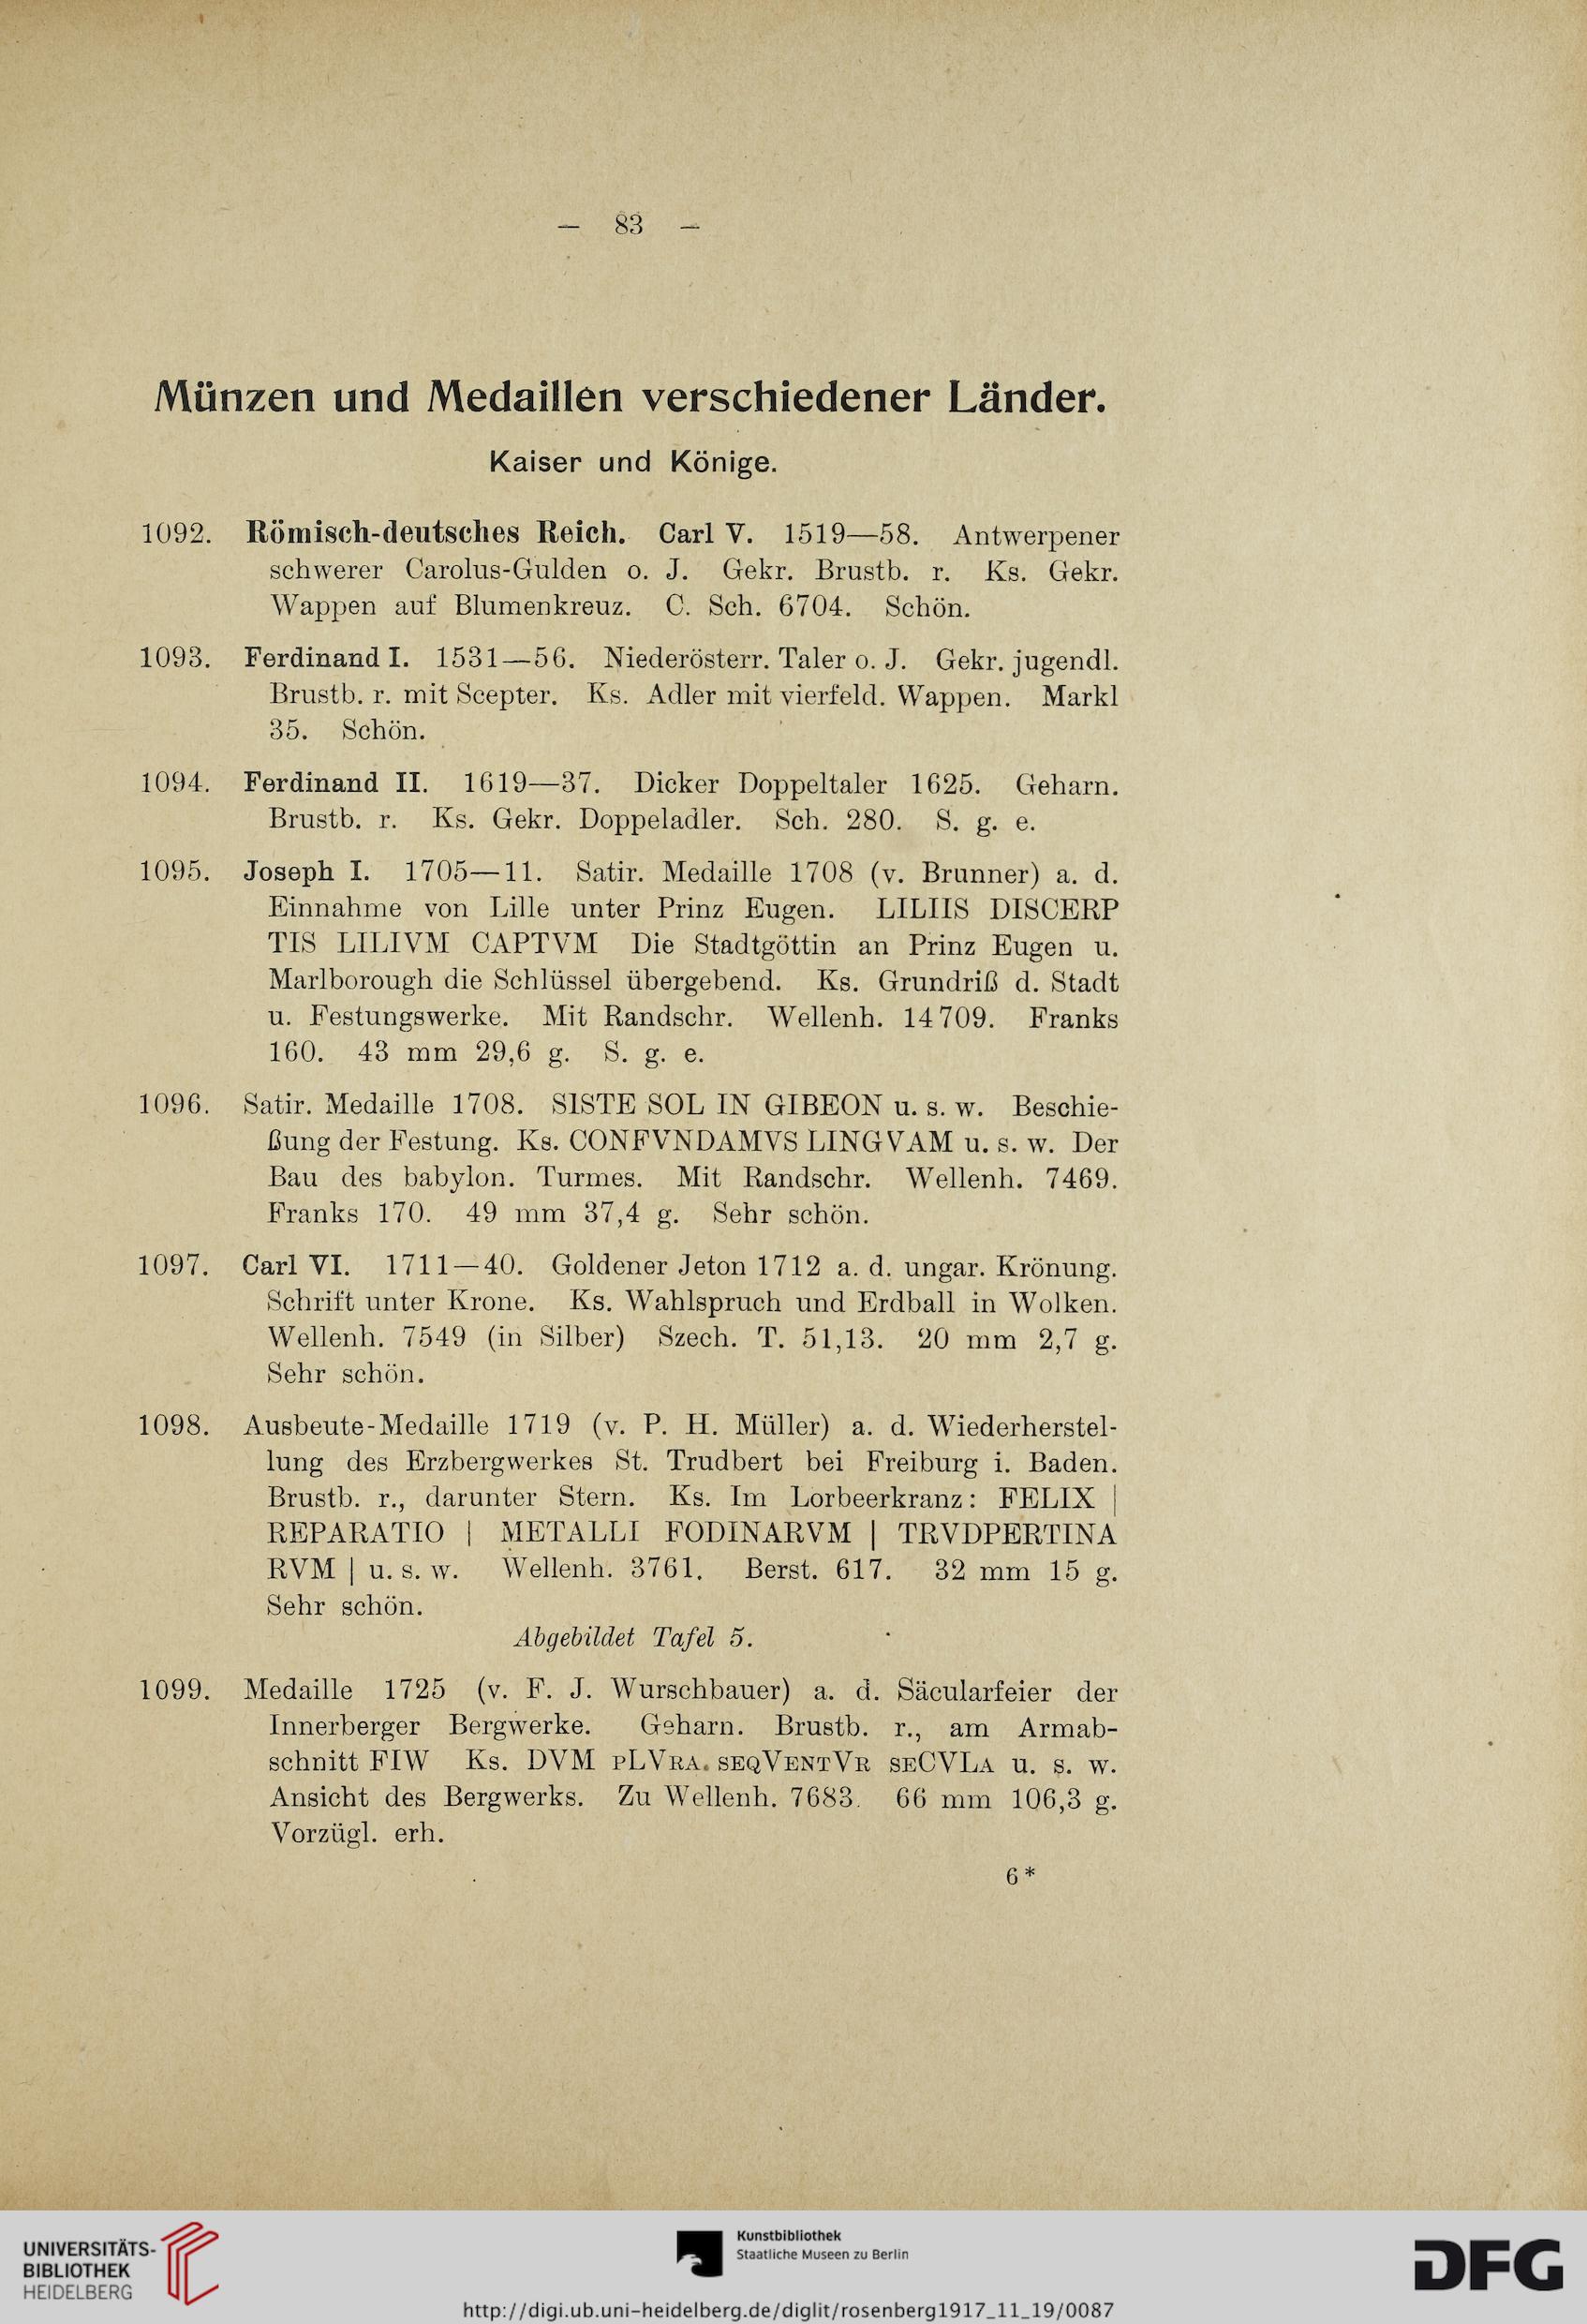 — 83 —
Münzen und Medaillen verschiedener Länder.
Kaiser und Könige.
1092. Römisch-deutsches Reich. Carl V. 1519—58. Antwerpener
schwerer Carolus-Gulden o. J. Gekr. Brustb. r. Ks. Gekr.
Wappen auf Blumenkreuz. C. Sch. 6704. Schön.
1093. Ferdinand I. 1531—56. Niederösterr. Taler o. J. Gekr. jugendl.
Brustb. r. mit Scepter. Ks. Adler mit vierfeld. Wappen. Markl
35. Schön.
1094. Ferdinand II. 1619—37. Dicker Doppeltaler 1625. Geharn.
Brustb. r. Ks. Gekr. Doppeladler. Sch. 280. S. g. e.
1095. Joseph I. 1705—11. Satir. Medaille 1708 (v. Brunner) a. d.
Einnahme von Lille unter Prinz Eugen. LILIIS DISCERP
TIS LILIVM CAPTVM Die Stadtgöttin an Prinz Eugen u.
Marlborough die Schlüssel übergebend. Ks. Grundriß d. Stadt
u. Festungswerke. Mit Randschr. Wellenh. 14709. Franks
160. 43 mm 29,6 g. S. g. e.
1096. Satir. Medaille 1708. SISTE SOL IN GIBEON u. s. w. Beschie-
ßung der Festung. Ks. CONFVNDAMVS LINGVAM u. s. w. Der
Bau des babylon. Turmes. Mit Randschr. Wellenh. 7469.
Franks 170. 49 mm 37,4 g. Sehr schön.
1097. Carl VI. 1711—40. Goldener Jeton 1712 a. d. ungar. Krönung.
Schrift unter Krone. Ks. Wahlspruch und Erdball in Wolken.
Wellenh. 7549 (in Silber) Szech. T. 51,13. 20 mm 2,7 g.
Sehr schön.
1098. Ausbeute-Medaille 1719 (v. P. H. Müller) a. d. Wiederherstel-
lung des Erzbergwerkes St. Trudbert bei Freiburg i. Baden.
Brustb. r., darunter Stern. Ks. Im Lorbeerkranz: FELIX |
REPARATIO | METALLI FODINARVM | TRVDPERTINA
RVM | u. s. w. Wellenh. 3761. Berst. 617. 32 mm 15 g.
Sehr schön.
Abgebildet Tafel 5.
1099. Medaille 1725 (v. F. J. Wurschbauer) a. d. Säcularfeier der
Innerberger Bergwerke. Geharn. Brustb. r., am Armab-
schnitt FIW Ks. DVM pLVra. seqVentVr seCVLa u. s. w.
Ansicht des Bergwerks. Zu Wellenh. 7683. 66 mm 106,3 g.
Vorzügl. erh.
6*
UNIVERSITÄTS-
BIBLIOTHEK
HEIDELBERG
Kunstbibliothek
Staatliche Museen zu Berlin
DFG
http://digi.ub.uni-heidelberg.de/diglit/rosenberg1917_11_19/0087